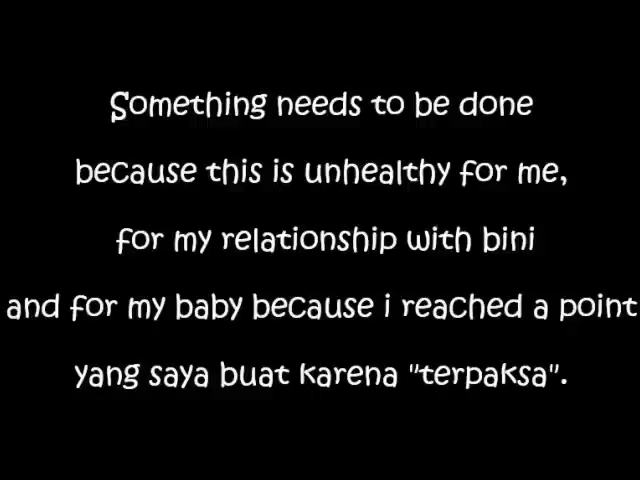 Something needs to be done
because this is unhealthy for me,
for my relationship with bini
and for my baby because i reached a point
yang saya buat karena "terpaksa".